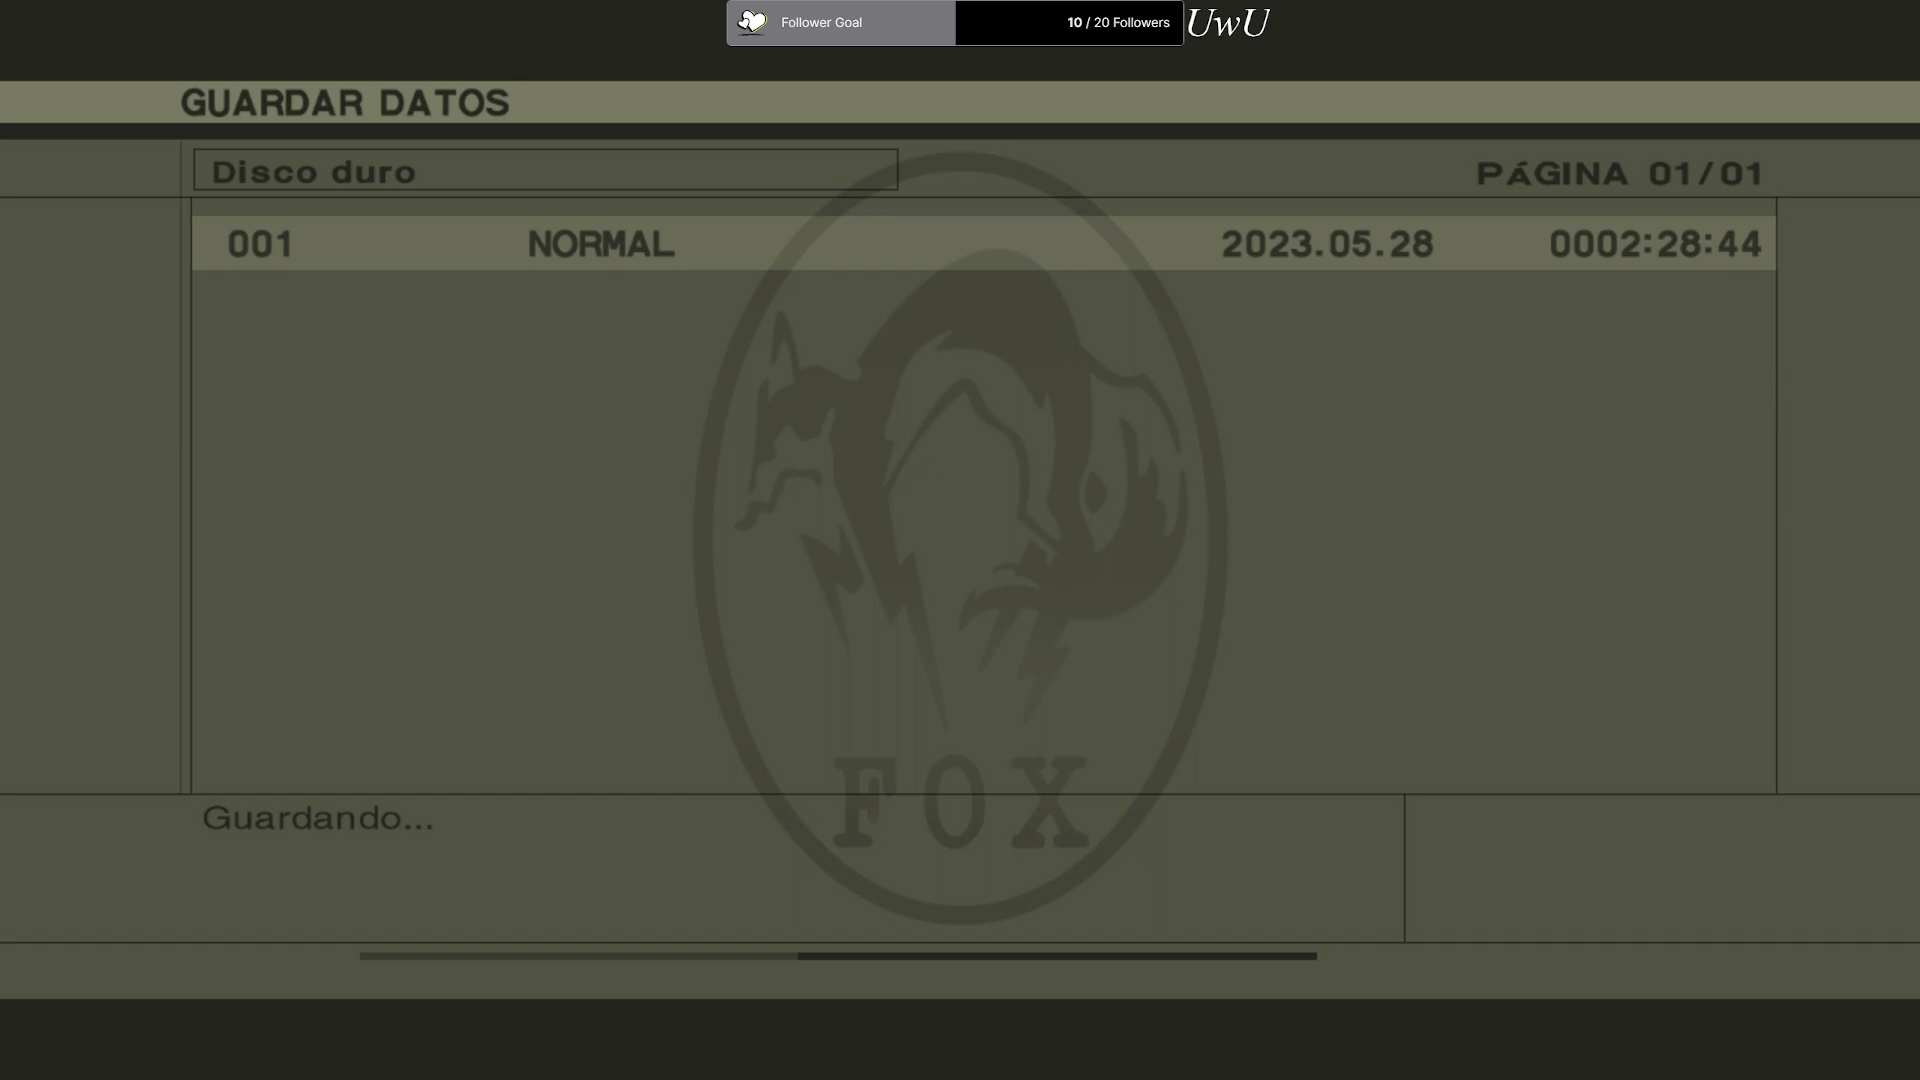 Follower Goal 10 / 20 Followers UwU
GUARDAR DATOS
Disco duro PÁGINA 01/01
001 NORMAL 2023.05.28 0002:28:44
FOX
Guardando...